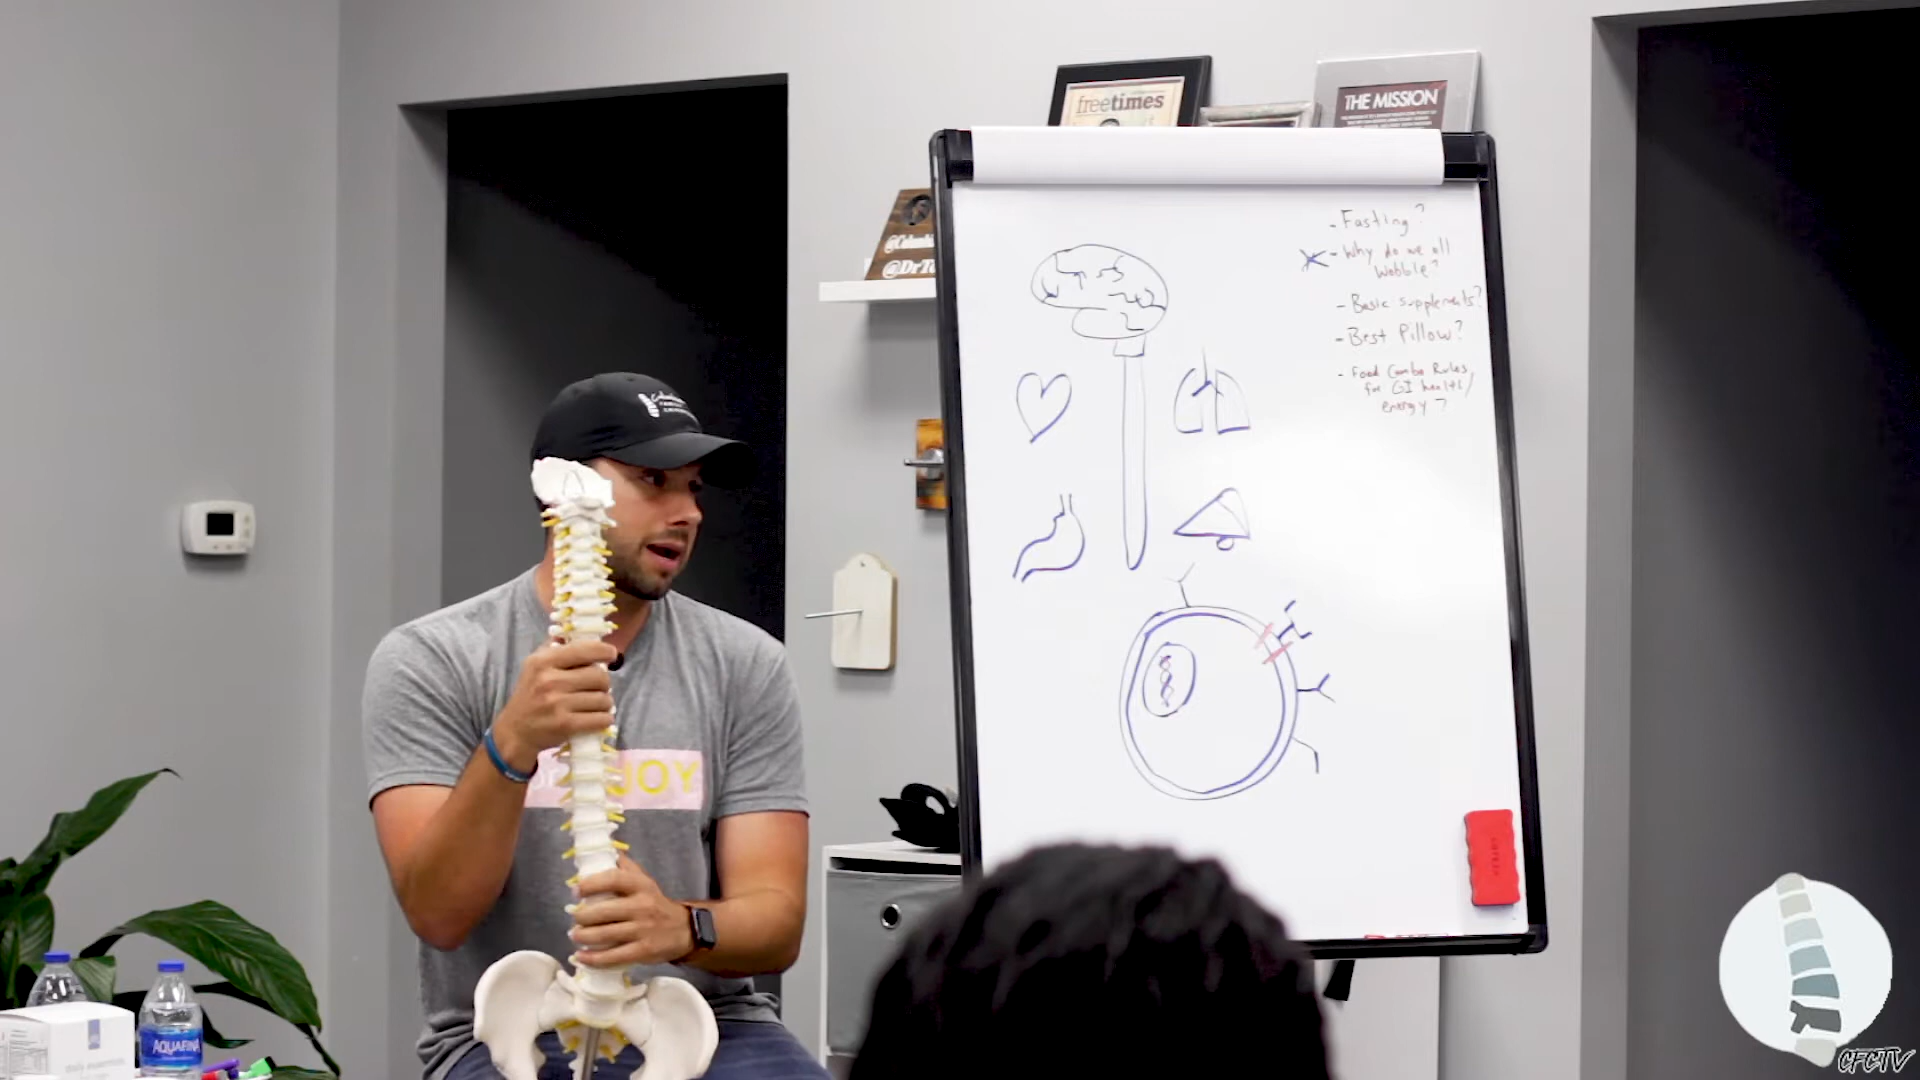 freetimes
THE MISSION
@DrT
- Fasting?
- Why do we all
Wobble?
- Basic supplements?
- Best Pillow?
- Food Combo Rules
for GI health/
energy?
JOY
AQUAFINA
CFCTV